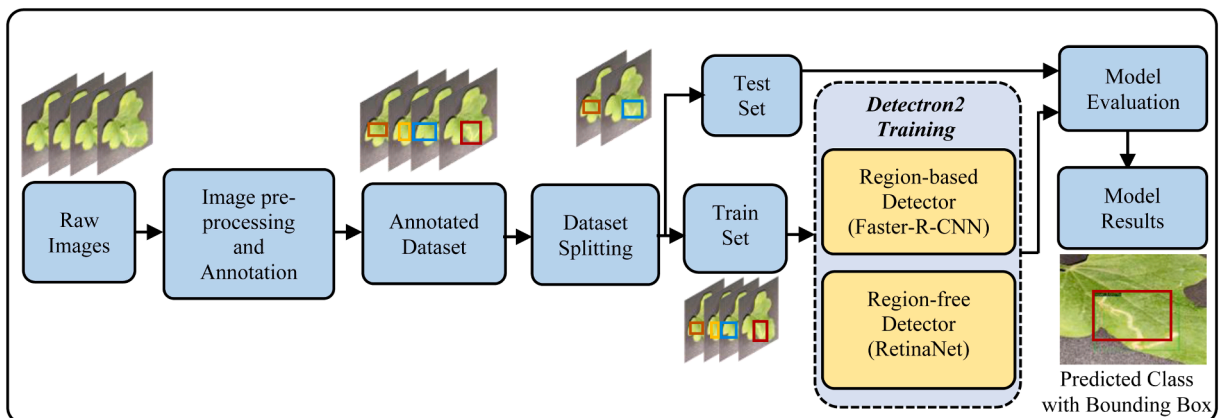 Raw
Images
Image pre-
processing
and
Annotation
Annotated
Dataset
Dataset
Splitting
Test
Set
Train
Set
Detectron2
Training
Region-based
Detector
(Faster-R-CNN)
Region-free
Detector
(RetinaNet)
Model
Evaluation
Model
Results
Predicted Class
with Bounding Box